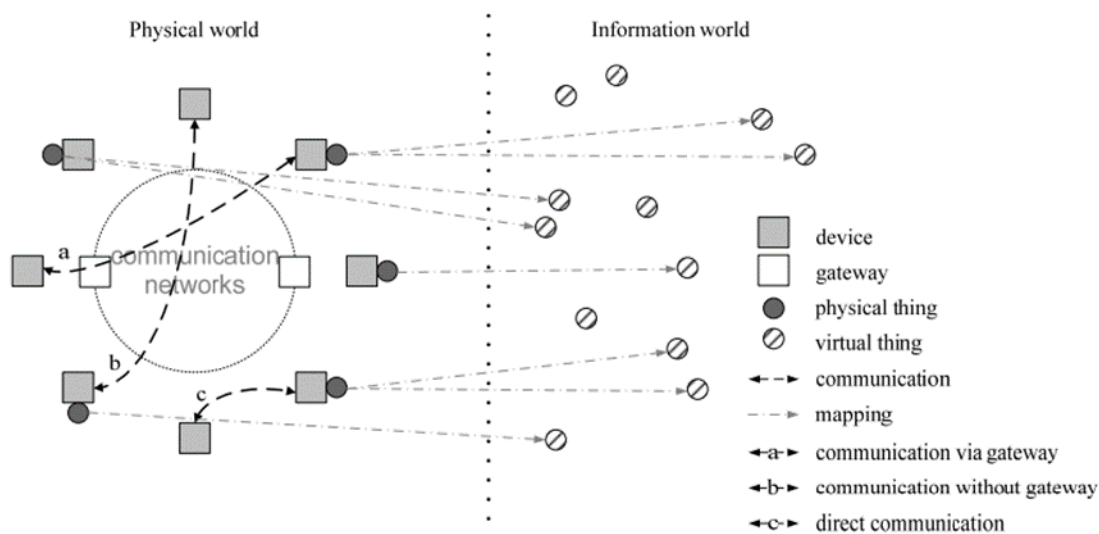 Physical world
Information world
a
communication
networks
b
c
device
gateway
physical thing
virtual thing
communication
mapping
a communication via gateway
b communication without gateway
c direct communication